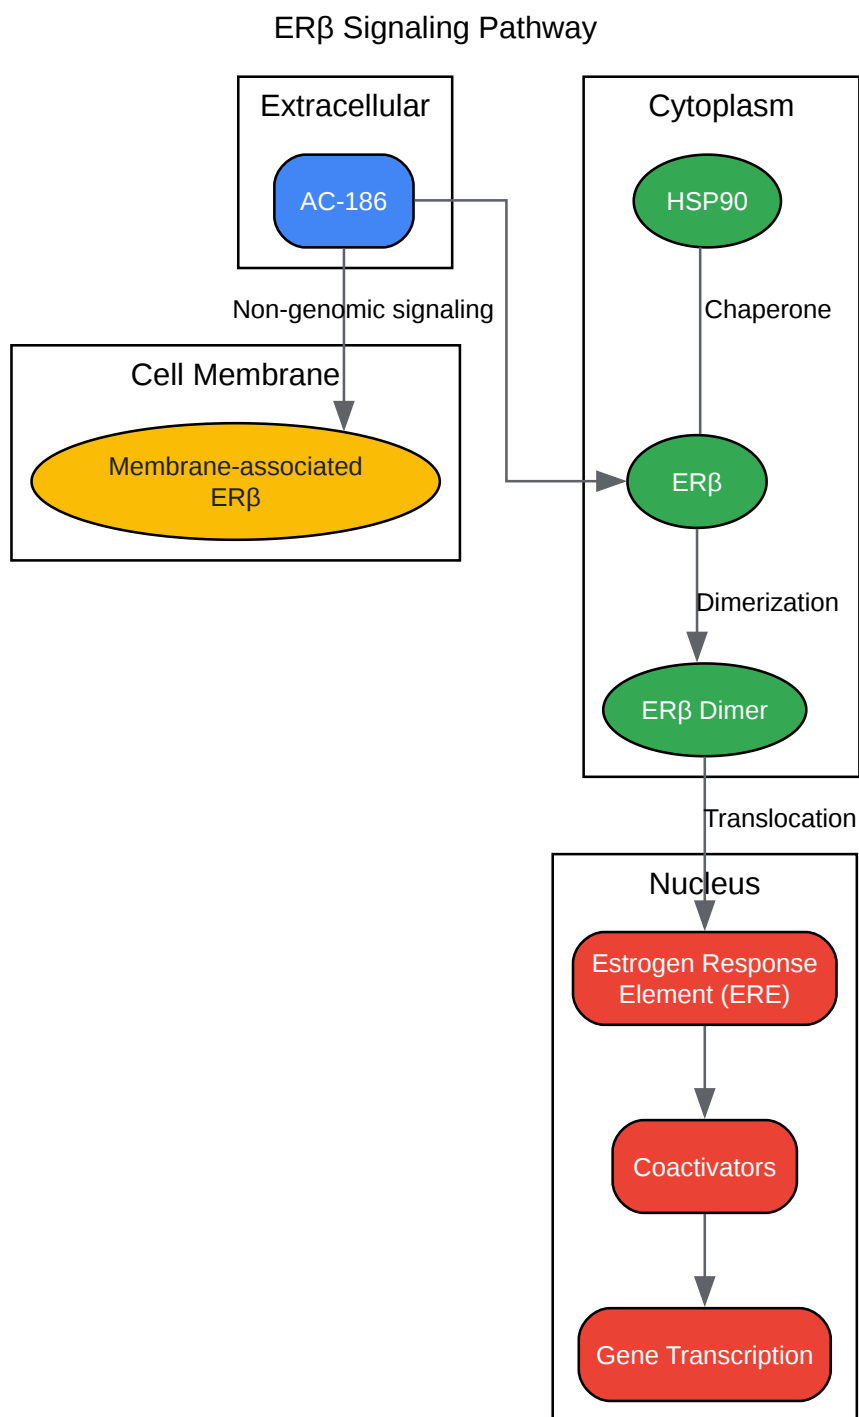 ERβ Signaling Pathway
Extracellular
AC-186
Non-genomic signaling
Cell Membrane
Membrane-associated
ERβ
Cytoplasm
HSP90
Chaperone
ERβ
Dimerization
ERβ Dimer
Translocation
Nucleus
Estrogen Response
Element (ERE)
Coactivators
Gene Transcription